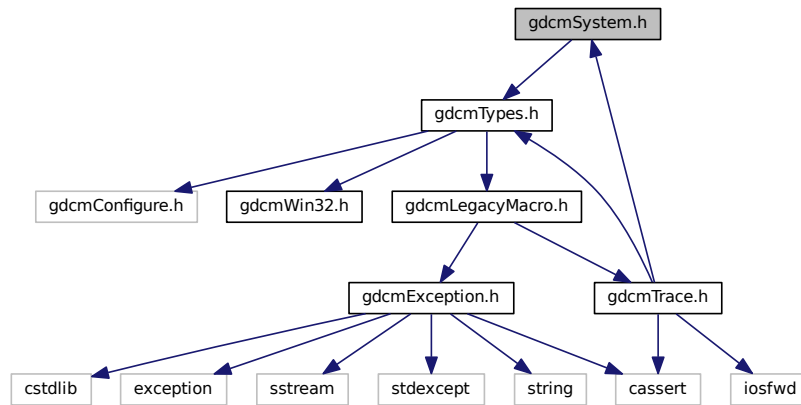 gdcmSystem.h
gdcmTypes.h
gdcmConfigure.h
gdcmWin32.h
gdcmLegacyMacro.h
gdcmException.h
gdcmTrace.h
cstdlib
exception
sstream
stdexcept
string
cassert
iosfwd